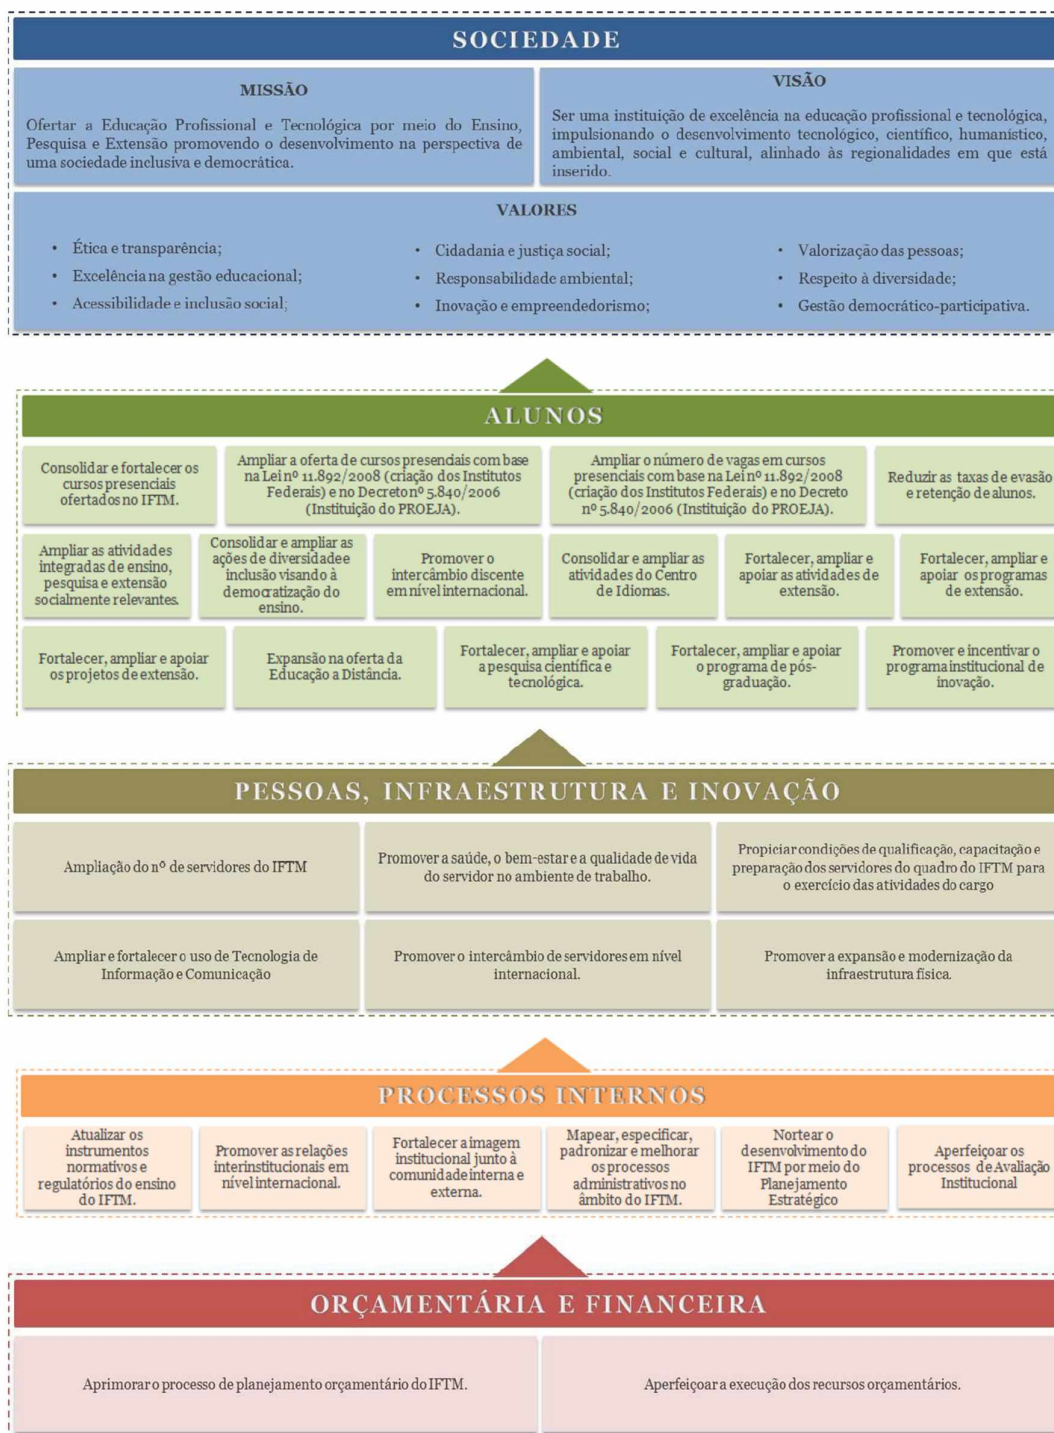 SOCIEDADE
MISSÃO
Ofertar a Educação Profissional e Tecnológica por meio do Ensino,
Pesquisa e Extensão promovendo o desenvolvimento na perspectiva de
uma sociedade inclusiva e democrática.
VISÃO
Ser uma instituição de excelência na educação profissional e tecnológica,
impulsionando o desenvolvimento tecnológico, científico, humanístico,
ambiental, social e cultural, alinhado às regionalidades em que está
inserido.
VALORES
• Ética e transparência;
• Excelência na gestão educacional;
• Acessibilidade e inclusão social;
• Cidadania e justiça social;
• Responsabilidade ambiental;
• Inovação e empreendedorismo;
• Valorização das pessoas;
• Respeito à diversidade;
• Gestão democrático-participativa.
ALUNOS
Consolidar e fortalecer os
cursos presenciais
ofertados no IFTM.
Ampliar a oferta de cursos presenciais com base
na Lei nº 11.892/2008 (criação dos Institutos
Federais) e no Decreto nº 5.840/2006
(Instituição do PROEJA).
Ampliar o número de vagas em cursos
presenciais com base na Lei nº 11.892/2008
(criação dos Institutos Federais) e no Decreto
nº 5.840/2006 (Instituição do PROEJA).
Reduzir as taxas de evasão
e retenção de alunos.
Ampliar as atividades
integradas de ensino,
pesquisa e extensão
socialmente relevantes.
Consolidar e ampliar as
ações de diversidade e
inclusão visando à
democratização do
ensino.
Promover o
intercâmbio discente
em nível internacional.
Consolidar e ampliar as
atividades do Centro
de Idiomas.
Fortalecer, ampliar e
apoiar as atividades de
extensão.
Fortalecer, ampliar e
apoiar os programas
de extensão.
Fortalecer, ampliar e apoiar
os projetos de extensão.
Expansão na oferta da
Educação a Distância.
Fortalecer, ampliar e apoiar
a pesquisa científica e
tecnológica.
Fortalecer, ampliar e apoiar
o programa de pós-
graduação.
Promover e incentivar o
programa institucional de
inovação.
PESSOAS, INFRAESTRUTURA E INOVAÇÃO
Ampliação do nº de servidores do IFTM
Promover a saúde, o bem-estar e a qualidade de vida
do servidor no ambiente de trabalho.
Propiciar condições de qualificação, capacitação e
preparação dos servidores do quadro do IFTM para
o exercício das atividades do cargo
Ampliar e fortalecer o uso de Tecnologia de
Informação e Comunicação
Promover o intercâmbio de servidores em nível
internacional.
Promover a expansão e modernização da
infraestrutura física.
PROCESSOS INTERNOS
Atualizar os
instrumentos
normativos e
regulatórios do ensino
do IFTM.
Promover as relações
interinstitucionais em
nível internacional.
Fortalecer a imagem
institucional junto à
comunidade interna e
externa.
Mapear, especificar,
padronizar e melhorar
os processos
administrativos no
âmbito do IFTM.
Nortear o
desenvolvimento do
IFTM por meio do
Planejamento
Estratégico
Aperfeiçoar os
processos de Avaliação
Institucional
ORÇAMENTÁRIA E FINANCEIRA
Aprimorar o processo de planejamento orçamentário do IFTM.
Aperfeiçoar a execução dos recursos orçamentários.